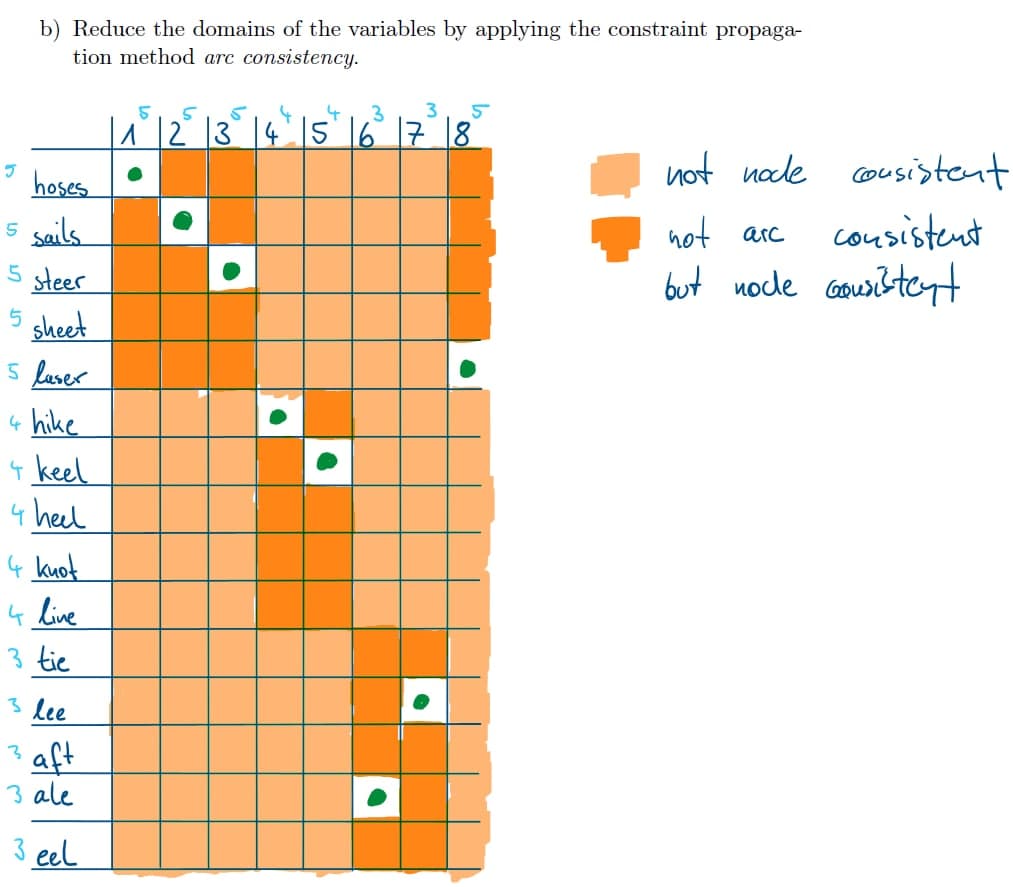 b) Reduce the domains of the variables by applying the constraint propaga-
tion method arc consistency.
5 5 5 4 4 3 3 5
1 2 3 4 5 6 7 8
5 hoses
not node consistent
5 sails
not arc consistent
5 steer
but node consistent
5 sheet
5 laser
4 hike
4 keel
4 heel
4 knot
4 line
3 tie
3 lee
3 aft
3 ale
3 eel